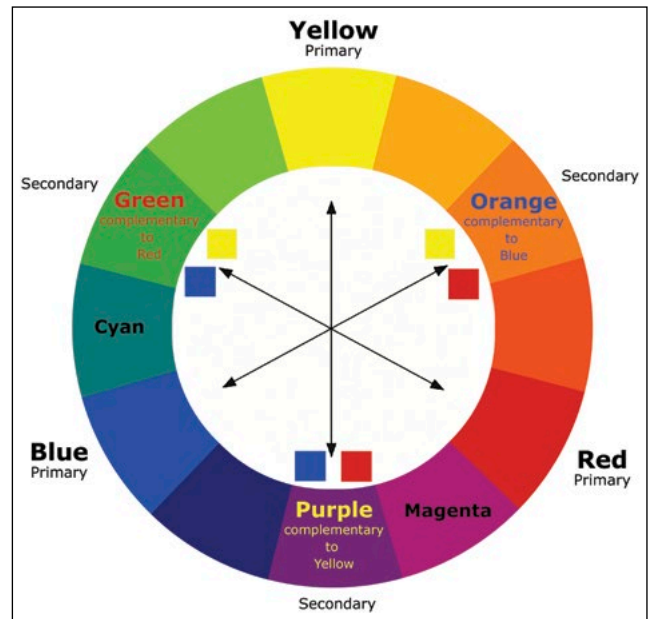 Yellow
Primary
Secondary
Secondary
Green
complementary
to
Red
Orange
complementary
to
Blue
Cyan
Blue
Primary
Red
Primary
Purple
complementary
to
Yellow
Magenta
Secondary